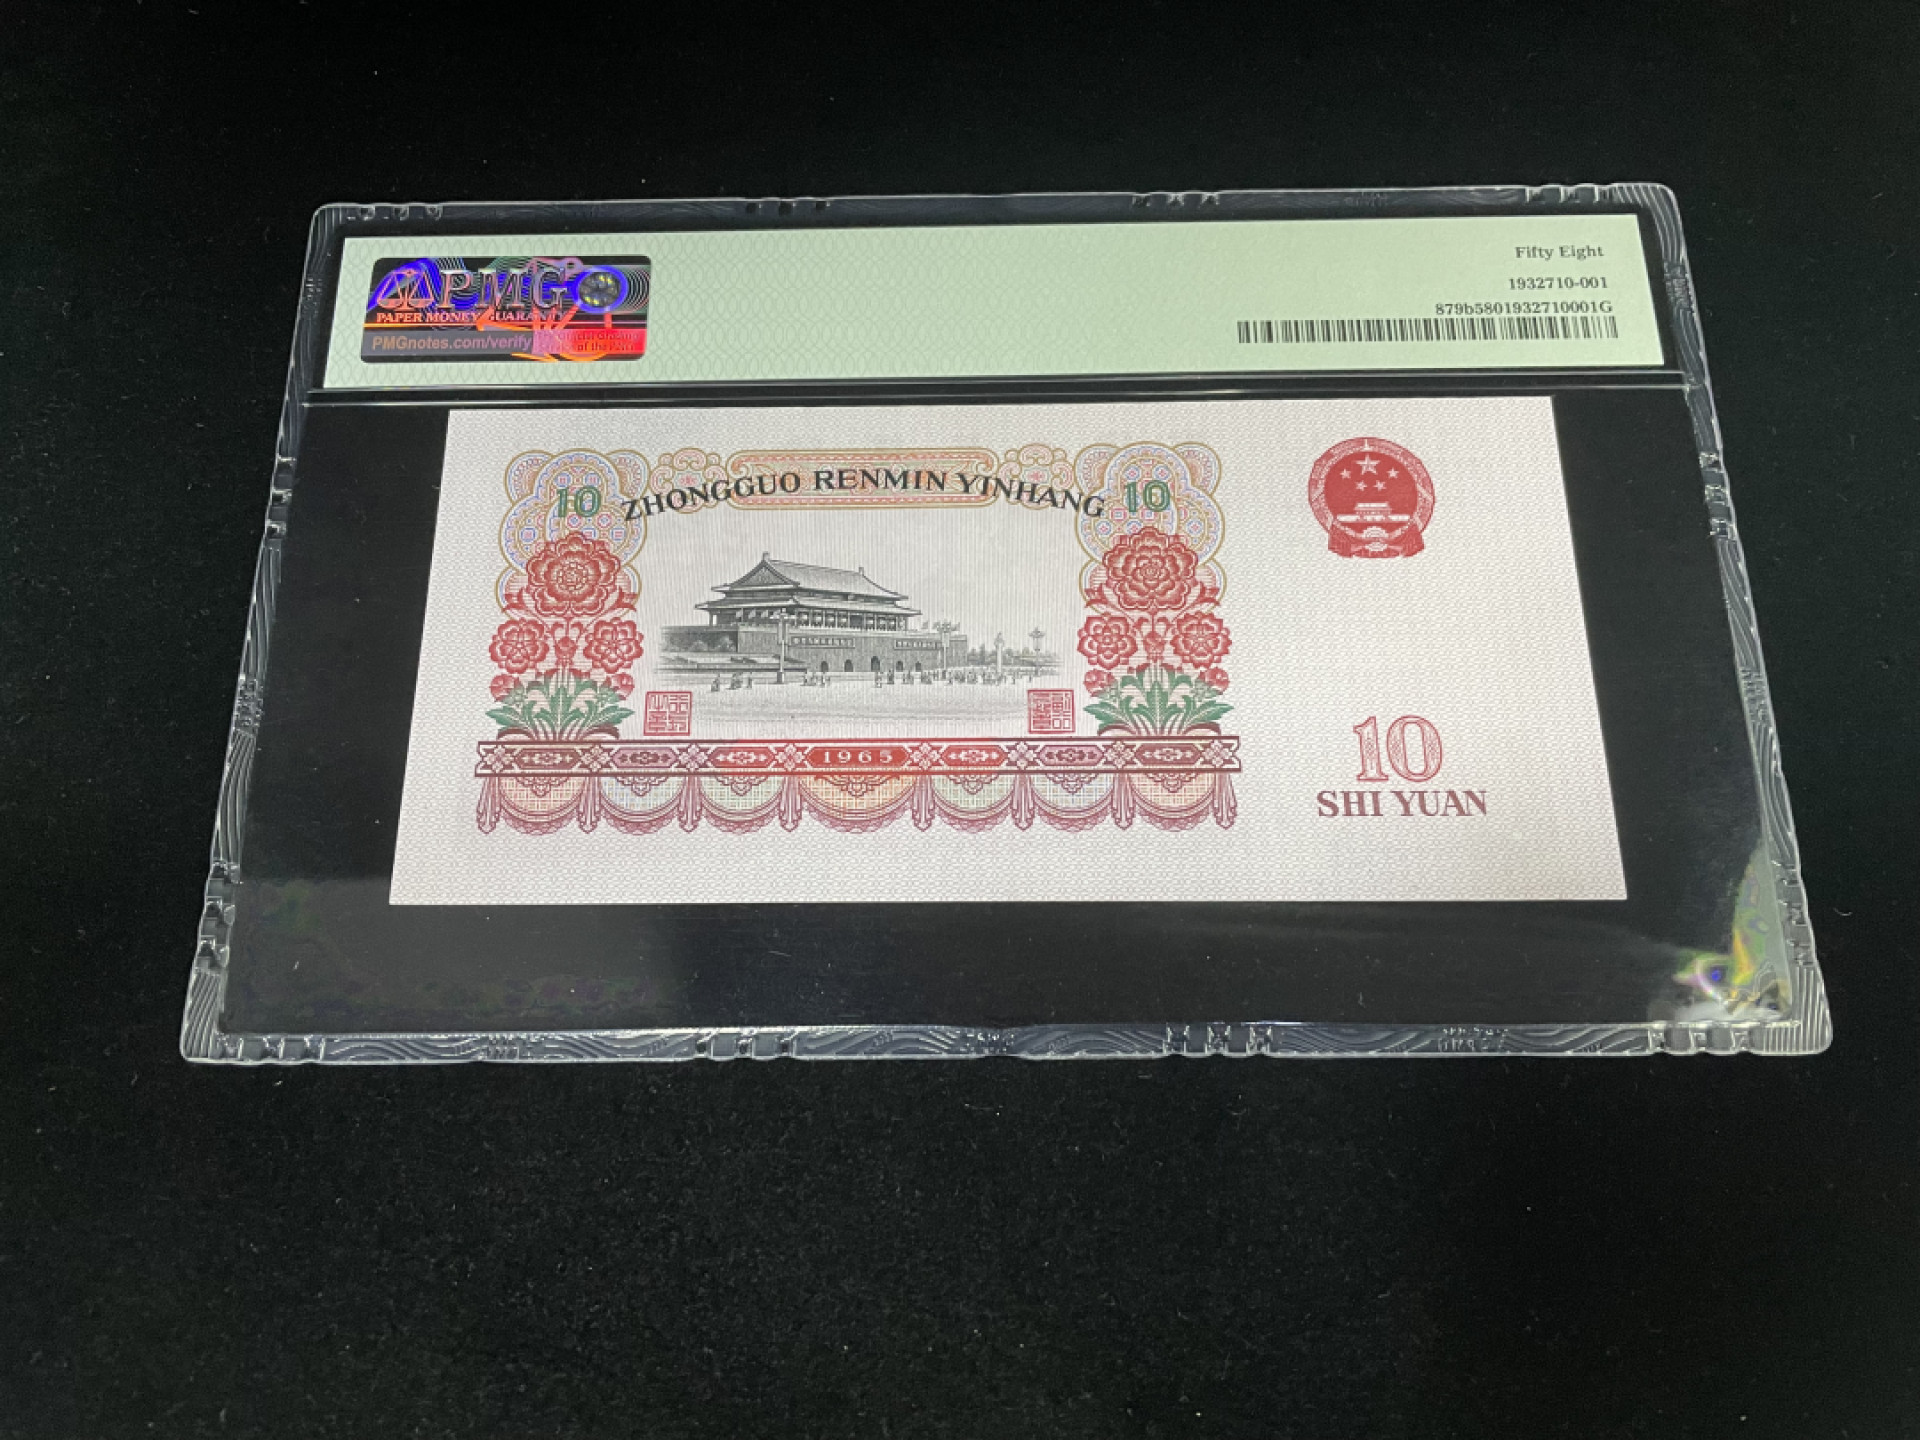 Fifty Eight
PMG
1932710-001
PAPER MONEY GUARANTY
879b5801932710001G
PMGnotes.com/verify
10 ZHONGGUO RENMIN YINHANG 10
1965
10
SHI YUAN